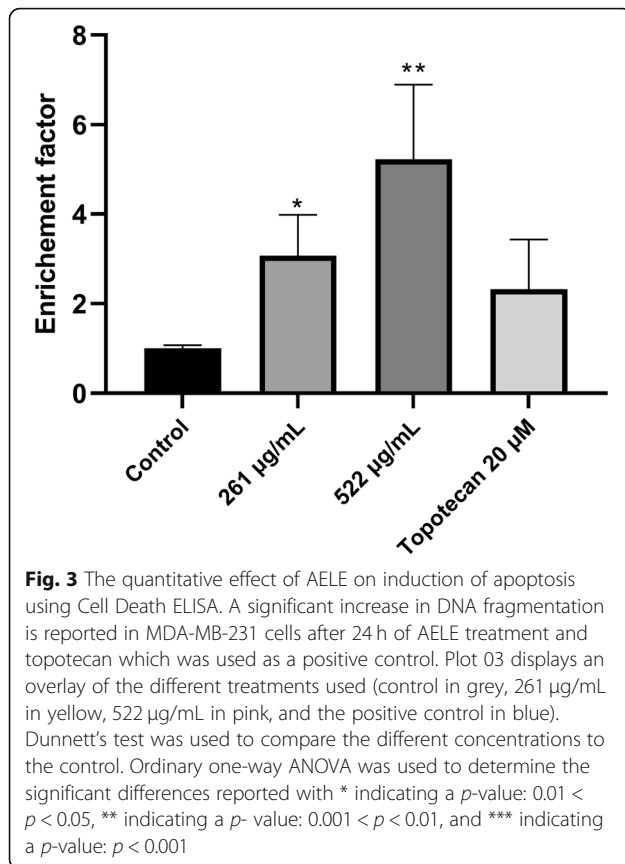 8
6
4
2
0
Enrichement factor
*
**
Control
261 µg/mL
522 µg/mL
Topotecan 20 µM
Fig. 3 The quantitative effect of AELE on induction of apoptosis
using Cell Death ELISA. A significant increase in DNA fragmentation
is reported in MDA-MB-231 cells after 24 h of AELE treatment and
topotecan which was used as a positive control. Plot 03 displays an
overlay of the different treatments used (control in grey, 261 µg/mL
in yellow, 522 µg/mL in pink, and the positive control in blue).
Dunnett's test was used to compare the different concentrations to
the control. Ordinary one-way ANOVA was used to determine the
significant differences reported with * indicating a p-value: 0.01 <
p < 0.05, ** indicating a p- value: 0.001 < p < 0.01, and *** indicating
a p-value: p < 0.001